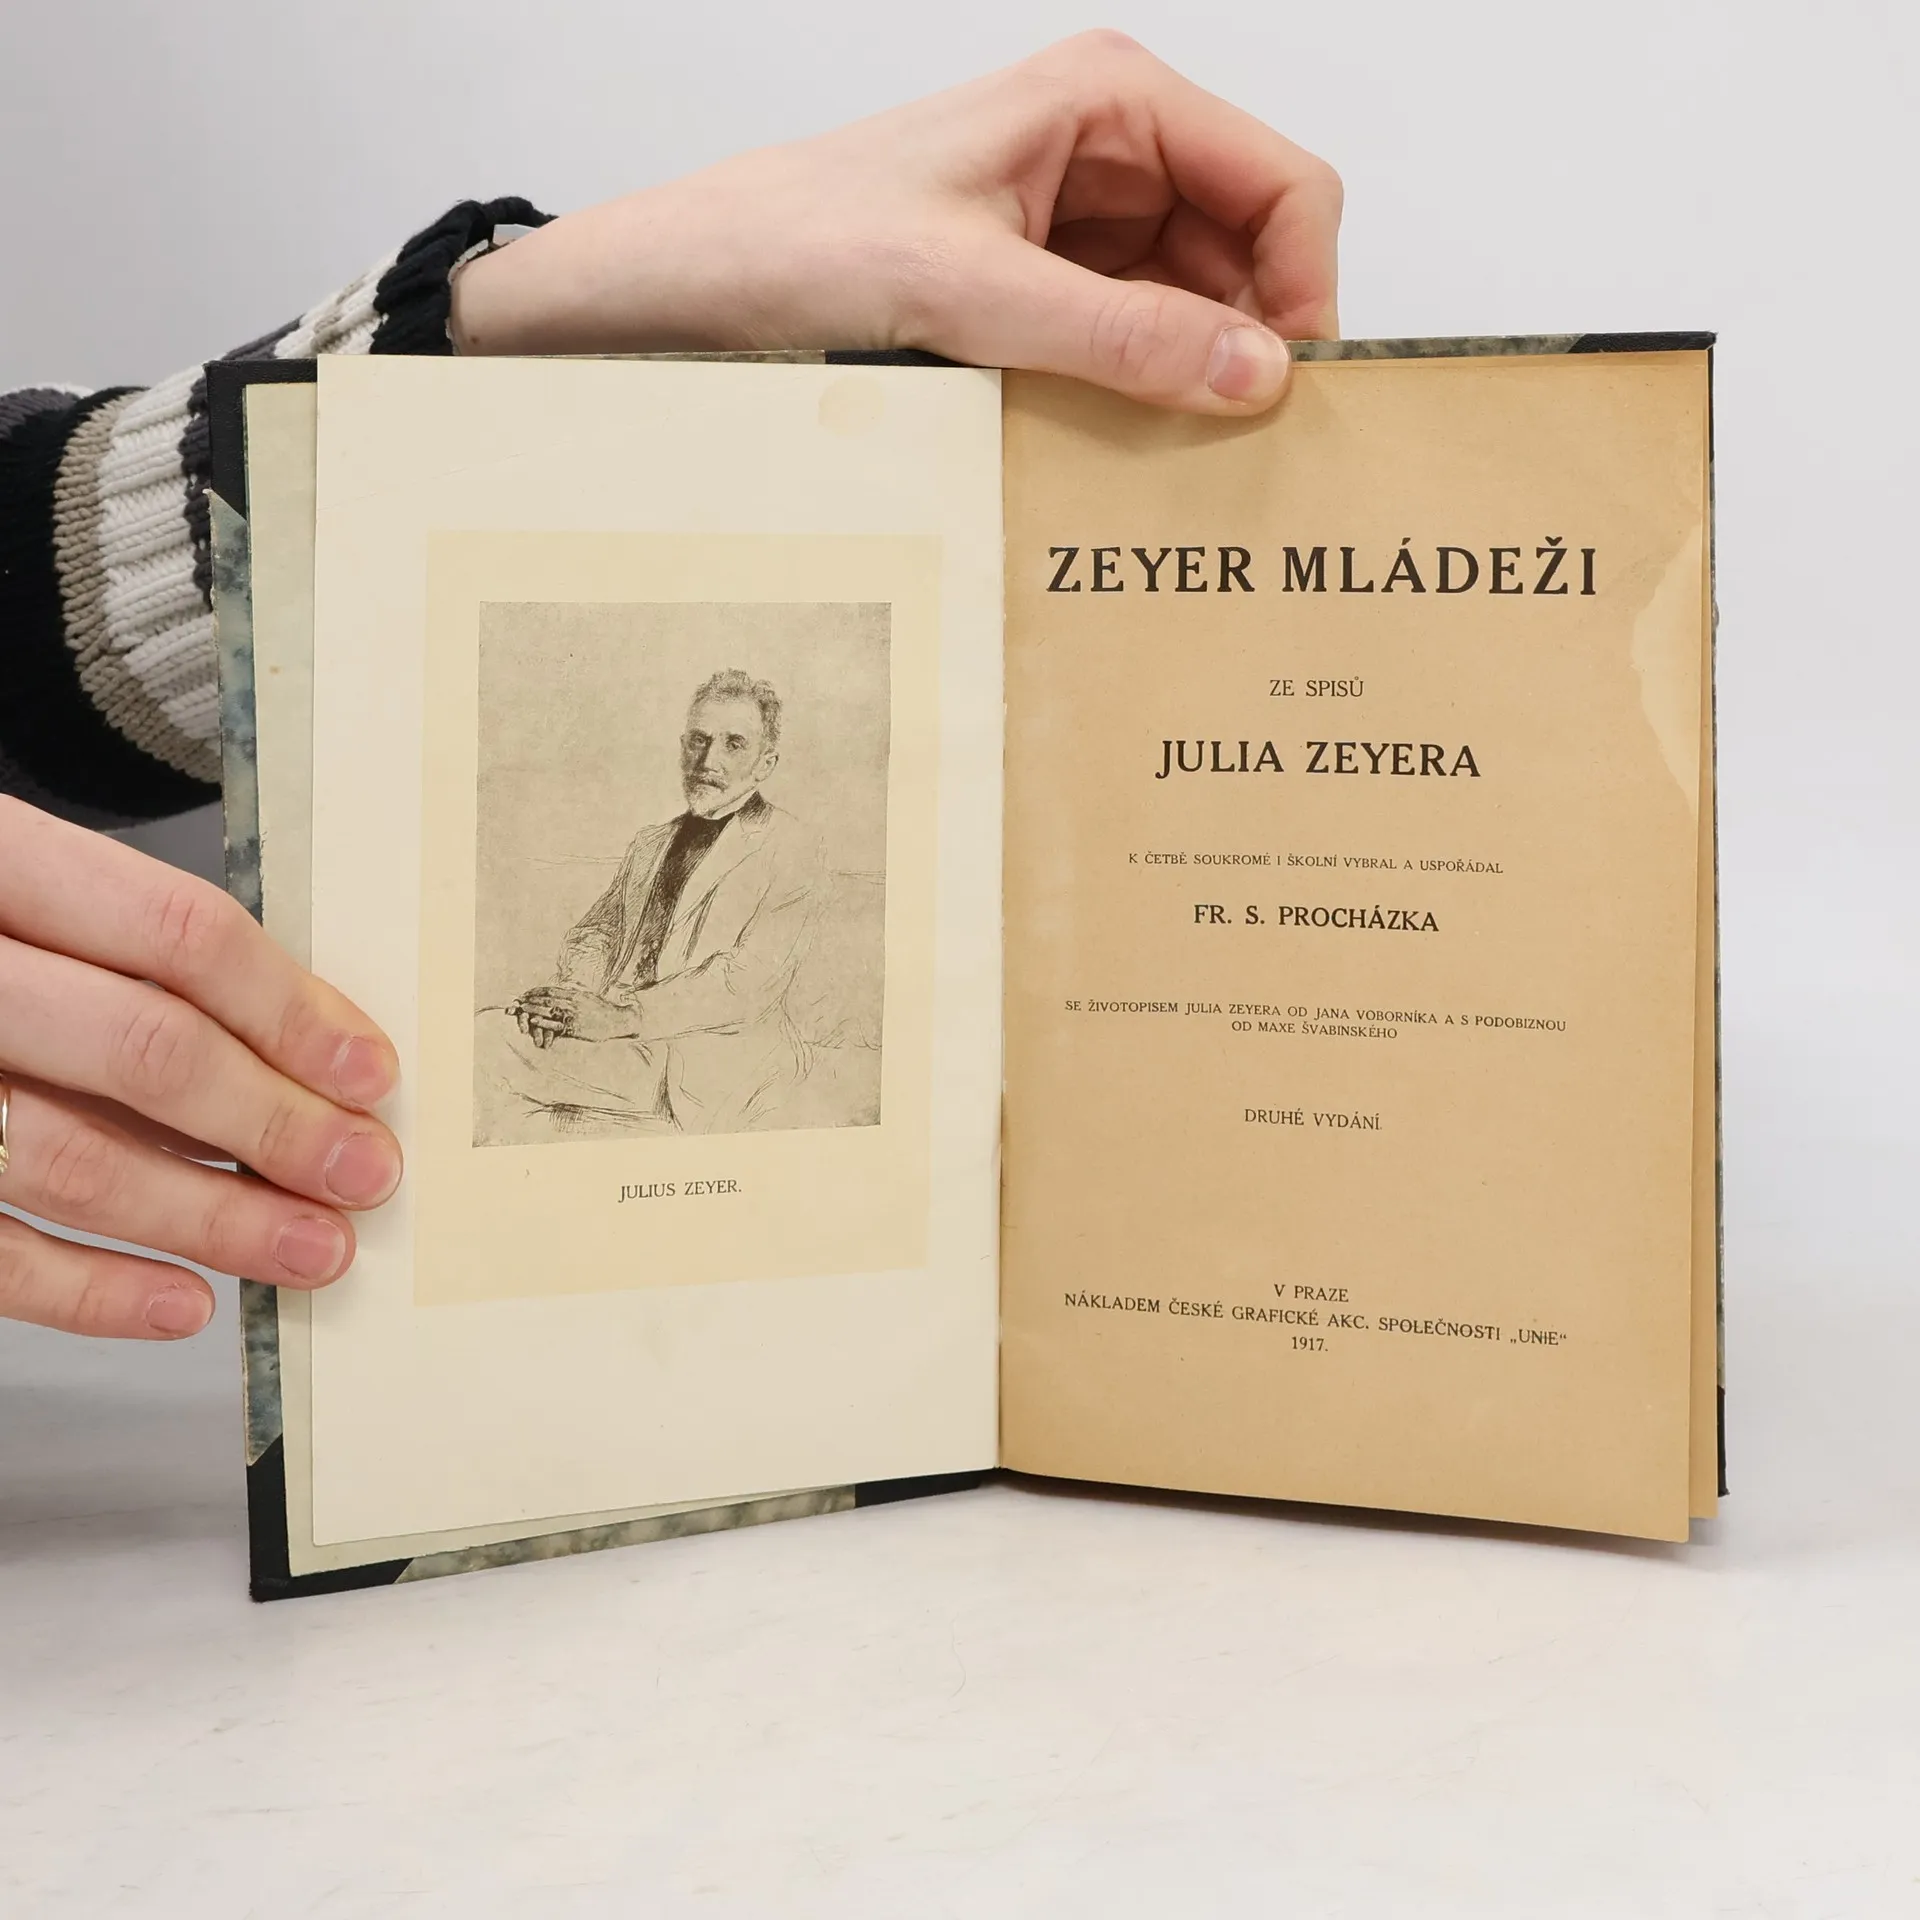 JULIUS ZEYER.
ZEYER MLÁDEŽI
ZE SPISŮ
JULIA ZEYERA
K ČETBĚ SOUKROMÉ I ŠKOLNÍ VYBRAL A USPOŘÁDAL
FR. S. PROCHÁZKA
SE ŽIVOTOPISEM JULIA ZEYERA OD JANA VOBORNÍKA A S PODOBIZNOU
OD MAXE ŠVABINSKÉHO
DRUHÉ VYDÁNÍ.
V PRAZE
NÁKLADEM ČESKÉ GRAFICKÉ AKC. SPOLEČNOSTI „UNIE“
1917.